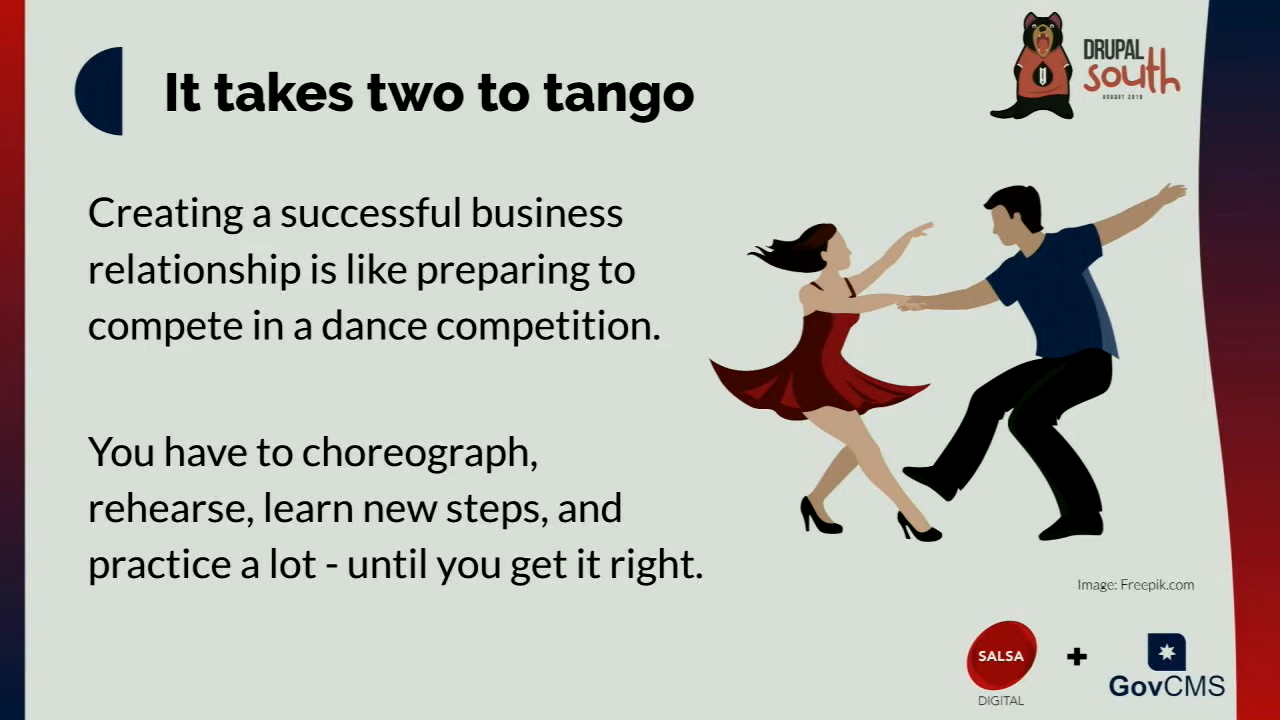 It takes two to tango
DRUPAL
south
HOBART 2019
Creating a successful business
relationship is like preparing to
compete in a dance competition.
You have to choreograph,
rehearse, learn new steps, and
practice a lot - until you get it right.
Image: Freepik.com
SALSA
DIGITAL
+
GovCMS